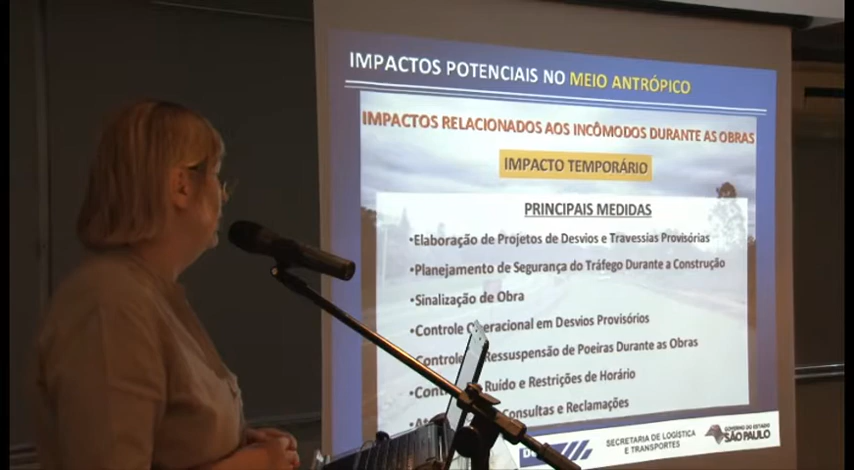 IMPACTOS POTENCIAIS NO MEIO ANTRÓPICO
IMPACTOS RELACIONADOS AOS INCÔMODOS DURANTE AS OBRAS
IMPACTO TEMPORÁRIO
PRINCIPAIS MEDIDAS
•Elaboração de Projetos de Desvios e Travessias Provisórias
•Planejamento de Segurança do Tráfego Durante a Construção
•Sinalização de Obra
•Controle Operacional em Desvios Provisórios
Ressuspensão de Poeiras Durante as Obras
Ruído e Restrições de Horário
Consultas e Reclamações
SECRETARIA DE LOGÍSTICA
E TRANSPORTES
GOVERNO DO ESTADO
SÃO PAULO